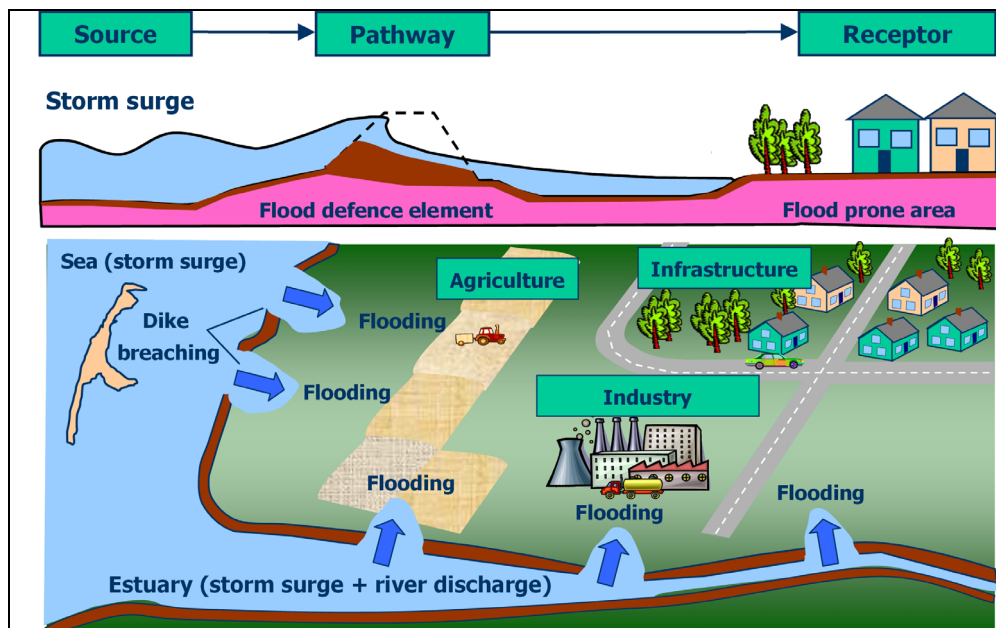 Source
Pathway
Receptor
Storm surge
Flood defence element
Flood prone area
Sea (storm surge)
Agriculture
Infrastructure
Dike
breaching
Flooding
Flooding
Industry
Flooding
Flooding
Flooding
Estuary (storm surge + river discharge)